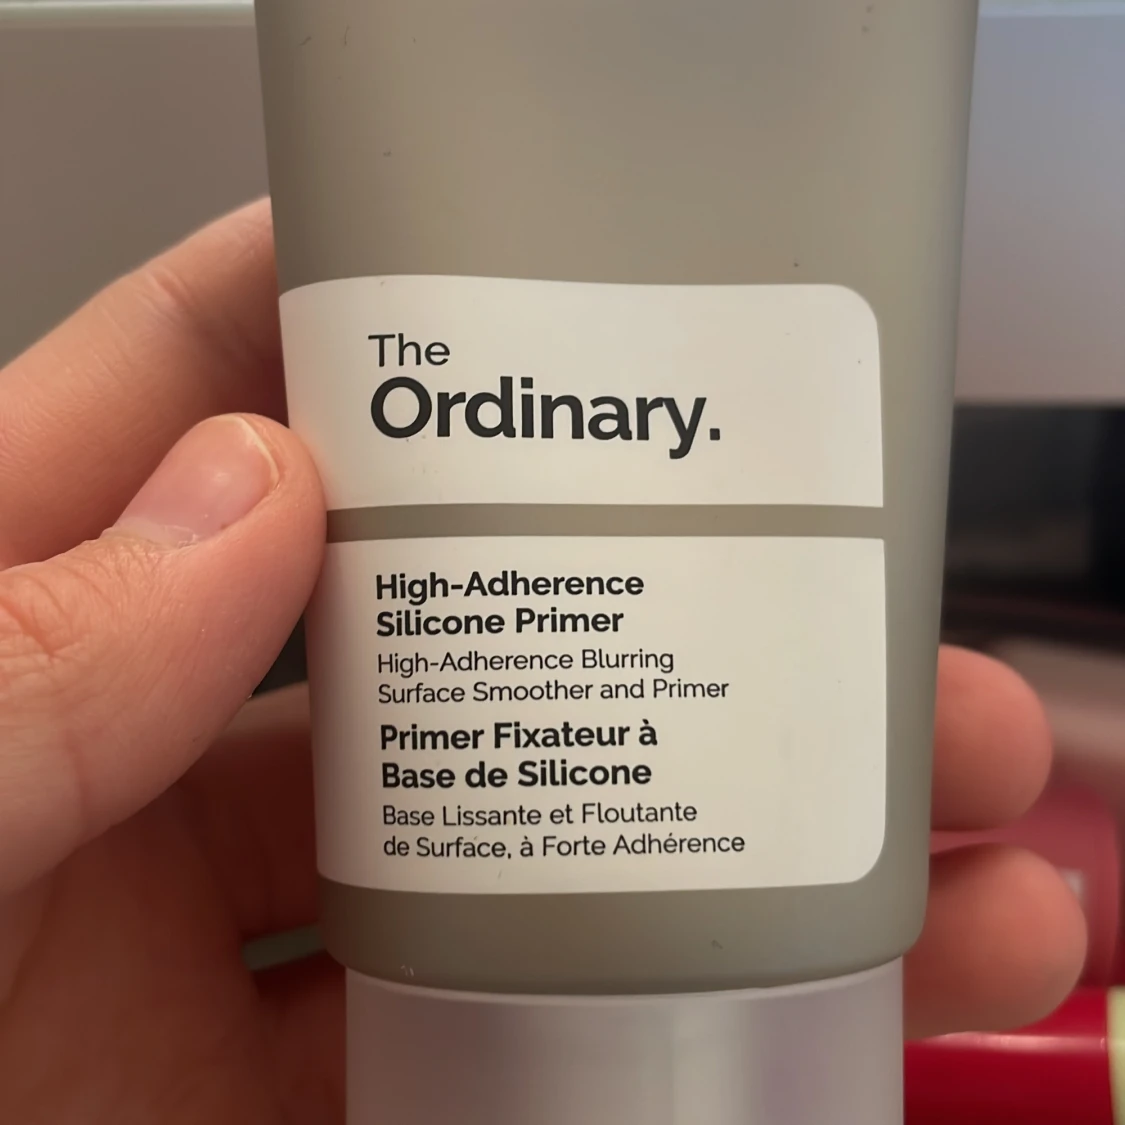 The
Ordinary.
High-Adherence
Silicone Primer
High-Adherence Blurring
Surface Smoother and Primer
Primer Fixateur à
Base de Silicone
Base Lissante et Floutante
de Surface, à Forte Adhérence